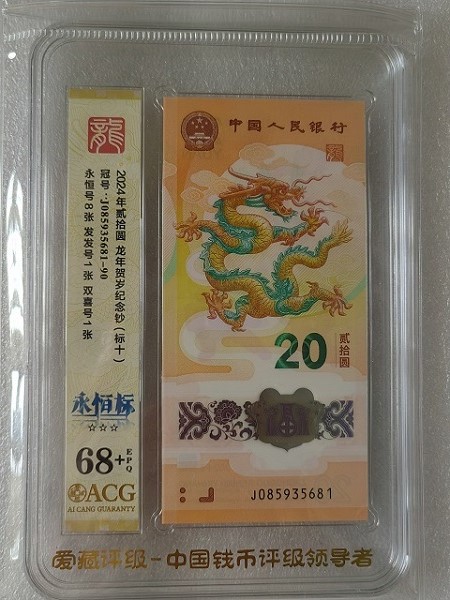 龍
2024年贰拾圆 龙年贺岁纪念钞（标十）
冠号：J085935681-90
永恒号8张 发发号1张 双喜号1张
永恒标
☆☆☆
68+EPQ
ACG
AI CANG GUARANTY
中国人民银行
20
贰拾圆
J085935681
爱藏评级-中国钱币评级领导者